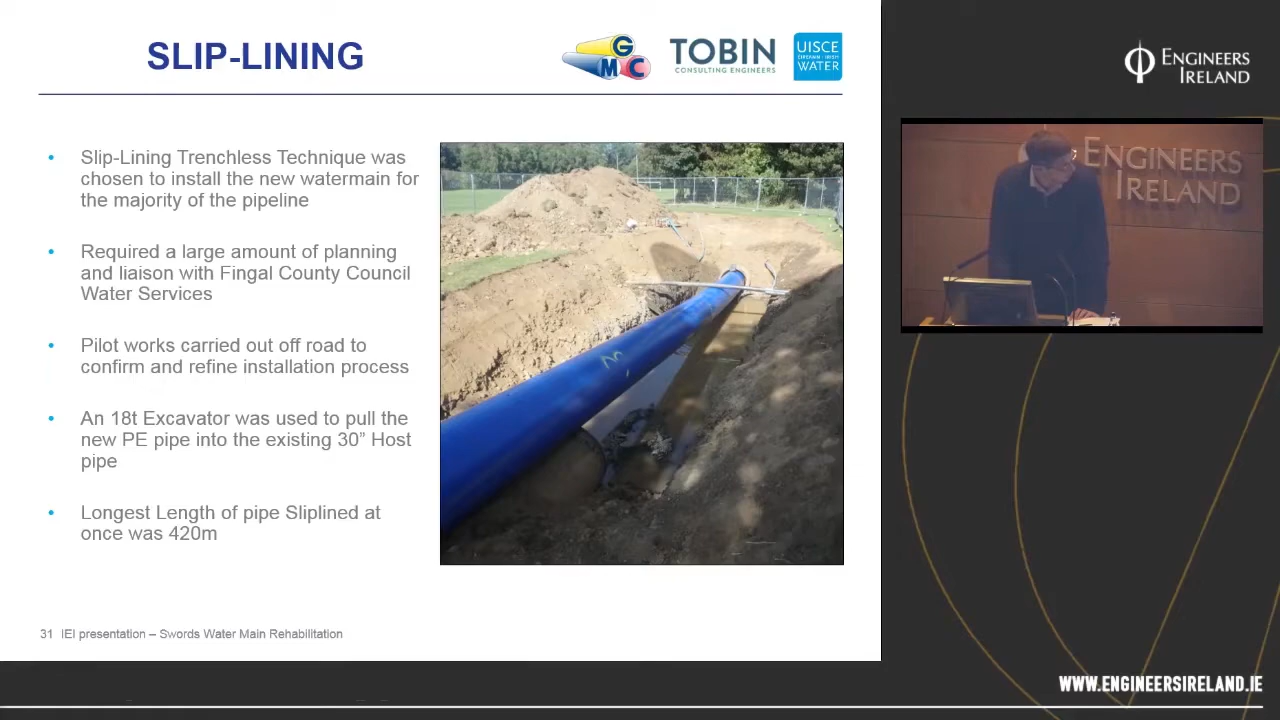 SLIP-LINING
G
M C
TOBIN
CONSULTING ENGINEERS
UISCE
ÉIREANN : IRISH
WATER
• Slip-Lining Trenchless Technique was
chosen to install the new watermain for
the majority of the pipeline
• Required a large amount of planning
and liaison with Fingal County Council
Water Services
• Pilot works carried out off road to
confirm and refine installation process
• An 18t Excavator was used to pull the
new PE pipe into the existing 30” Host
pipe
• Longest Length of pipe Sliplined at
once was 420m
31 IEI presentation – Swords Water Main Rehabilitation
ENGINEERS
IRELAND
ENGINEERS
IRELAND
WWW.ENGINEERSIRELAND.IE